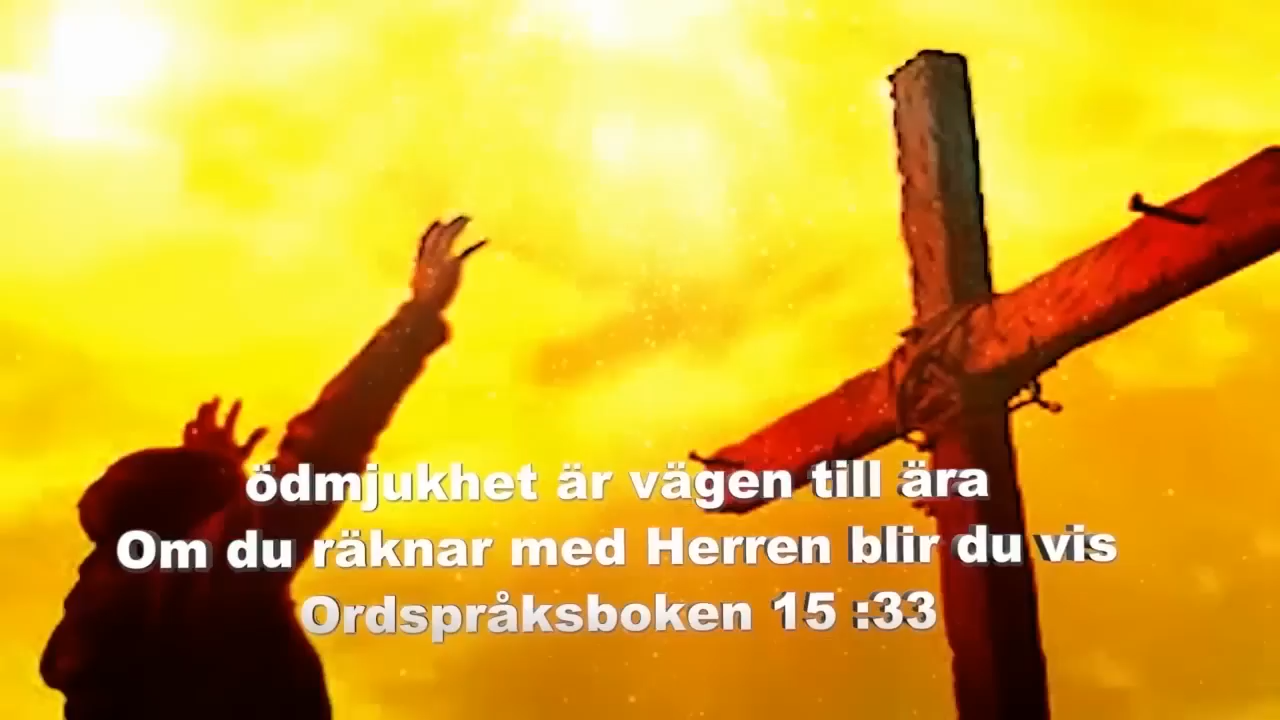 ödmjukhet är vägen till ära
Om du räknar med Herren blir du vis
Ordspråksboken 15 :33